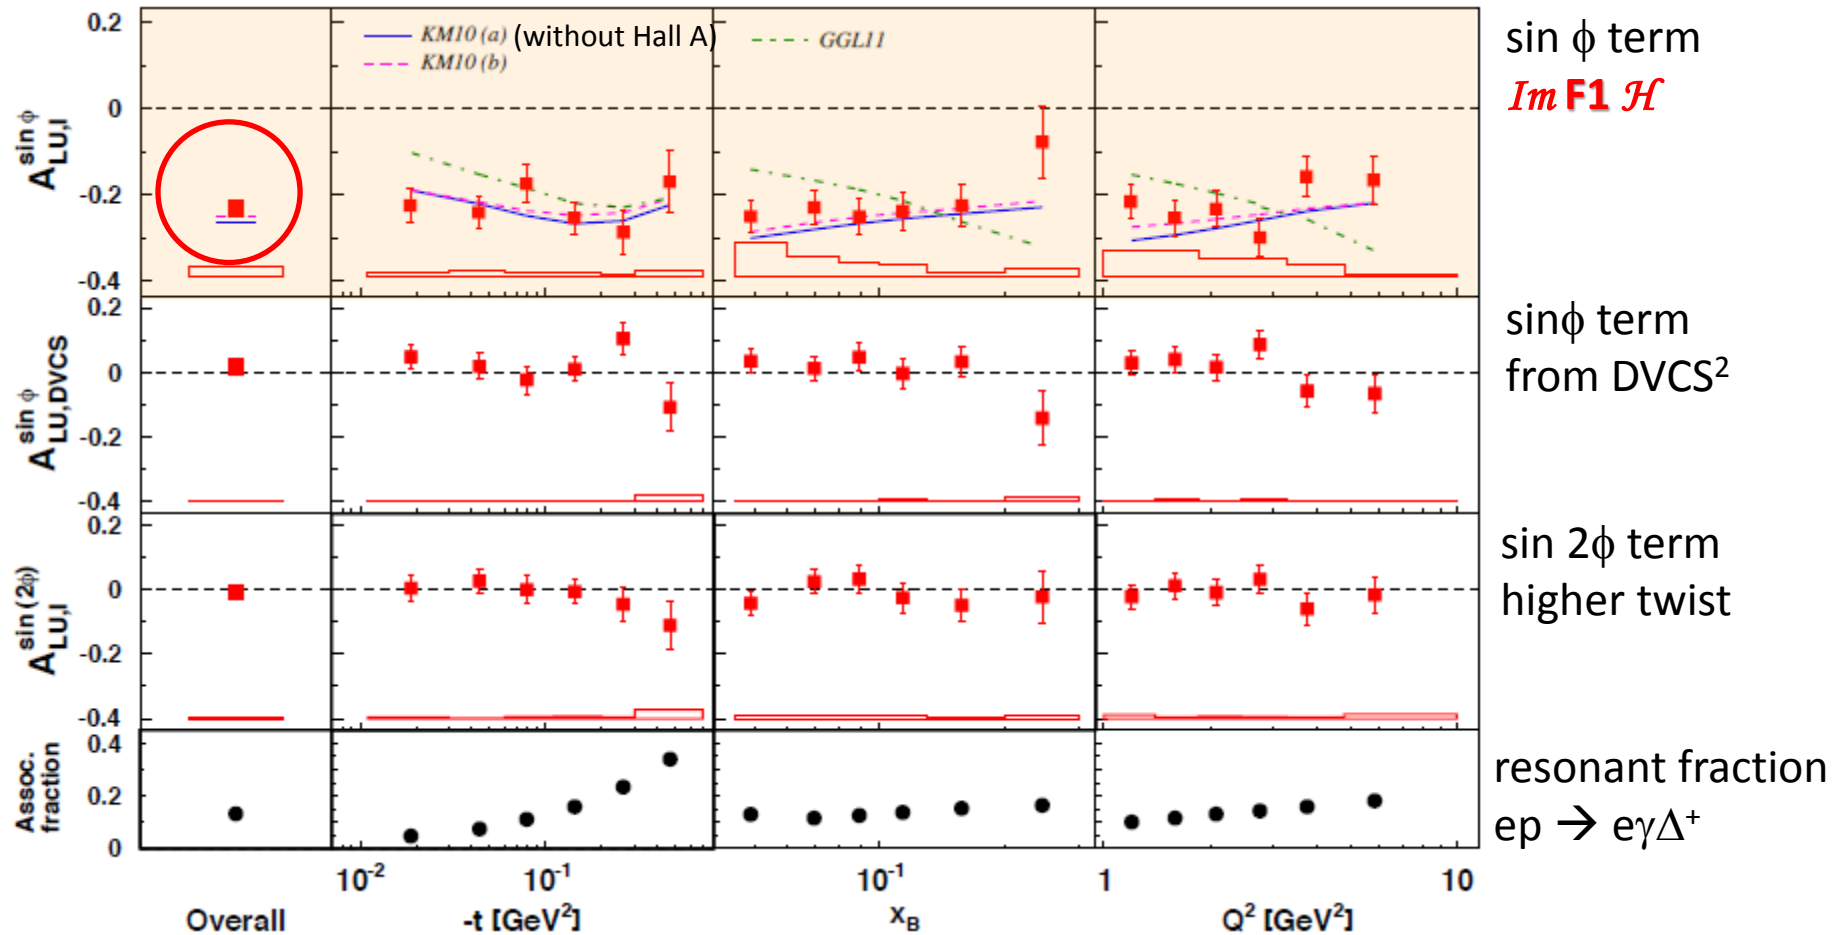 0.2
0
-0.2
-0.4
A_LU,I^sin ϕ
KM10 (a) (without Hall A)
KM10 (b)
GGL11
sin ϕ term
Im F1 H
0.2
0
-0.2
-0.4
A_LU,DVCS^sin ϕ
sinϕ term
from DVCS²
0.2
0
-0.2
-0.4
A_LU,I^sin (2ϕ)
sin 2ϕ term
higher twist
0.4
0.2
0
Assoc.
fraction
resonant fraction
ep → eγΔ⁺
10⁻² 10⁻¹ 10⁻¹ 1 10
Overall -t [GeV²] x_B Q² [GeV²]